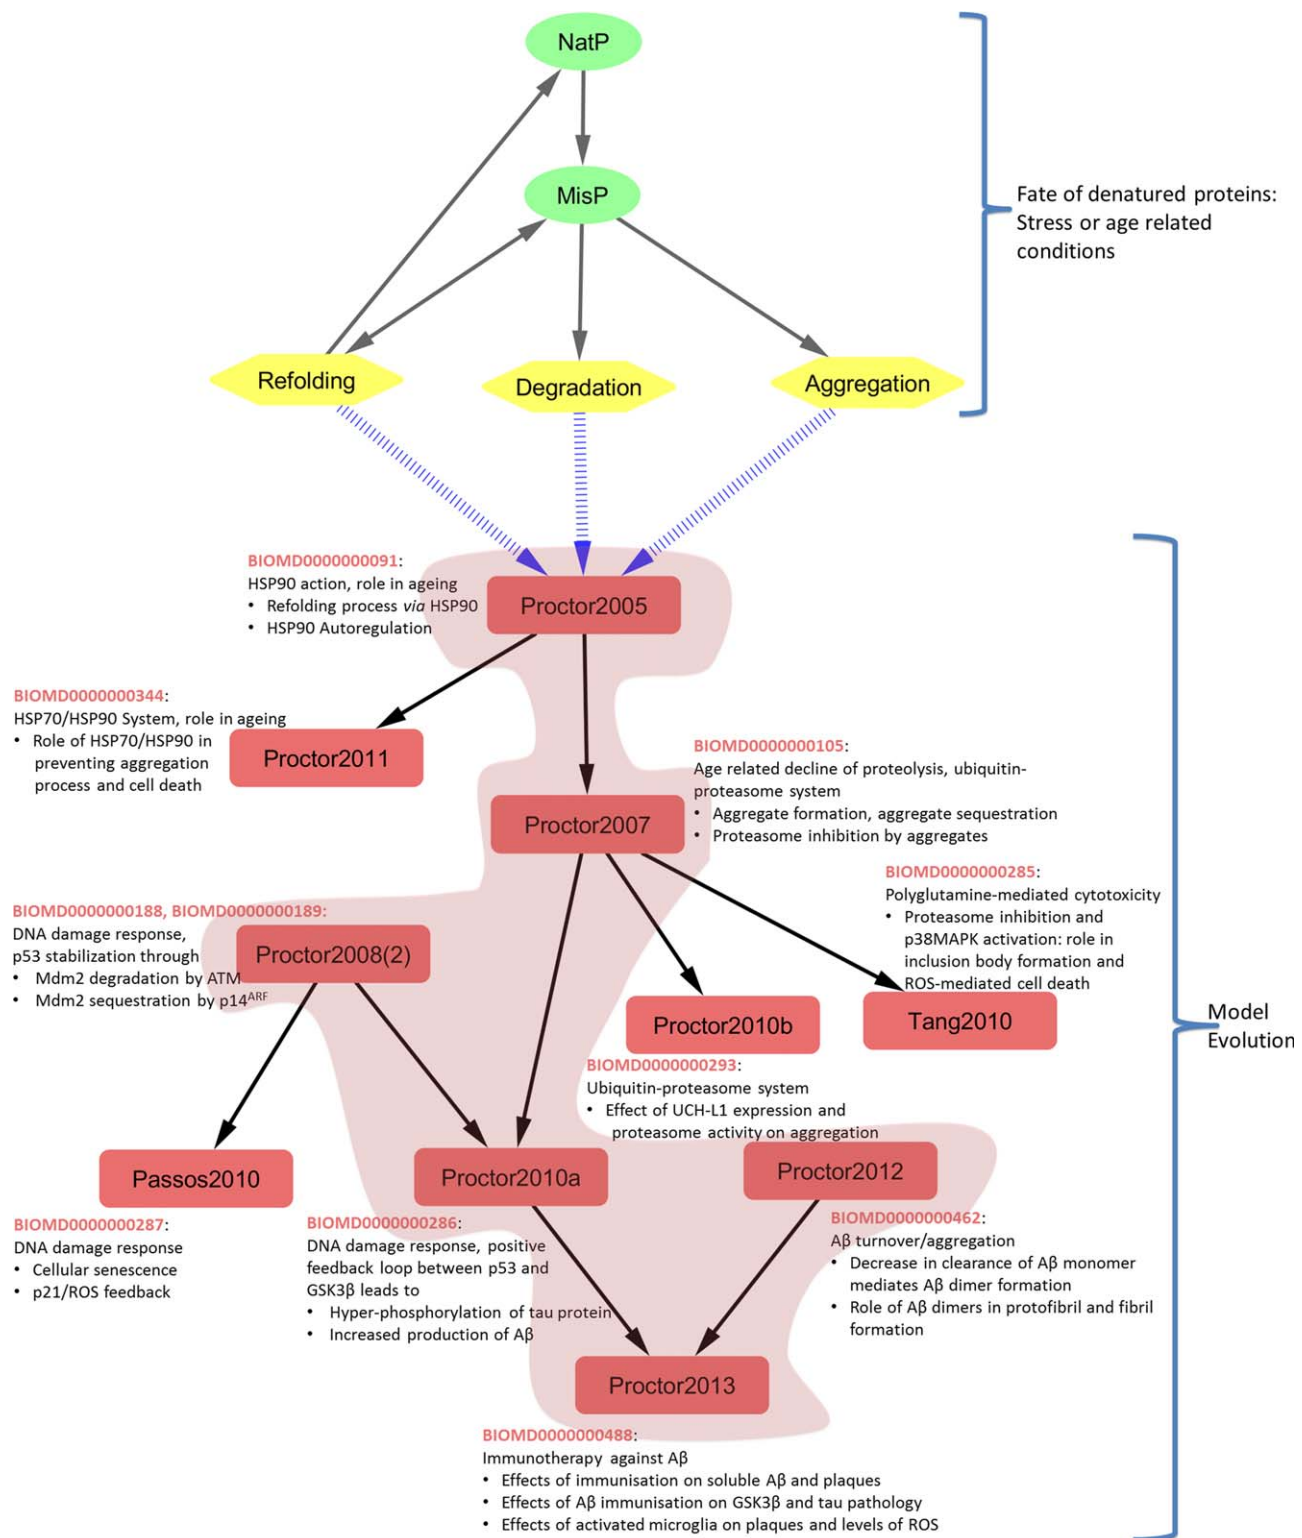 NatP
MisP
Fate of denatured proteins:
Stress or age related
conditions
Refolding
Degradation
Aggregation
BIOMD0000000091:
HSP90 action, role in ageing
• Refolding process via HSP90
• HSP90 Autoregulation
Proctor2005
BIOMD0000000344:
HSP70/HSP90 System, role in ageing
• Role of HSP70/HSP90 in
preventing aggregation
process and cell death
Proctor2011
BIOMD0000000105:
Age related decline of proteolysis, ubiquitin-
proteasome system
• Aggregate formation, aggregate sequestration
• Proteasome inhibition by aggregates
Proctor2007
BIOMD0000000285:
Polyglutamine-mediated cytotoxicity
• Proteasome inhibition and
p38MAPK activation: role in
inclusion body formation and
ROS-mediated cell death
Tang2010
BIOMD0000000188, BIOMD0000000189:
DNA damage response,
p53 stabilization through
• Mdm2 degradation by ATM
• Mdm2 sequestration by p14ARF
Proctor2008(2)
Proctor2010b
BIOMD0000000293:
Ubiquitin-proteasome system
• Effect of UCH-L1 expression and
proteasome activity on aggregation
Model
Evolution
Passos2010
BIOMD0000000287:
DNA damage response
• Cellular senescence
• p21/ROS feedback
Proctor2010a
BIOMD0000000286:
DNA damage response, positive
feedback loop between p53 and
GSK3β leads to
• Hyper-phosphorylation of tau protein
• Increased production of Aβ
Proctor2012
BIOMD0000000462:
Aβ turnover/aggregation
• Decrease in clearance of Aβ monomer
mediates Aβ dimer formation
• Role of Aβ dimers in protofibril and fibril
formation
Proctor2013
BIOMD0000000488:
Immunotherapy against Aβ
• Effects of immunisation on soluble Aβ and plaques
• Effects of Aβ immunisation on GSK3β and tau pathology
• Effects of activated microglia on plaques and levels of ROS